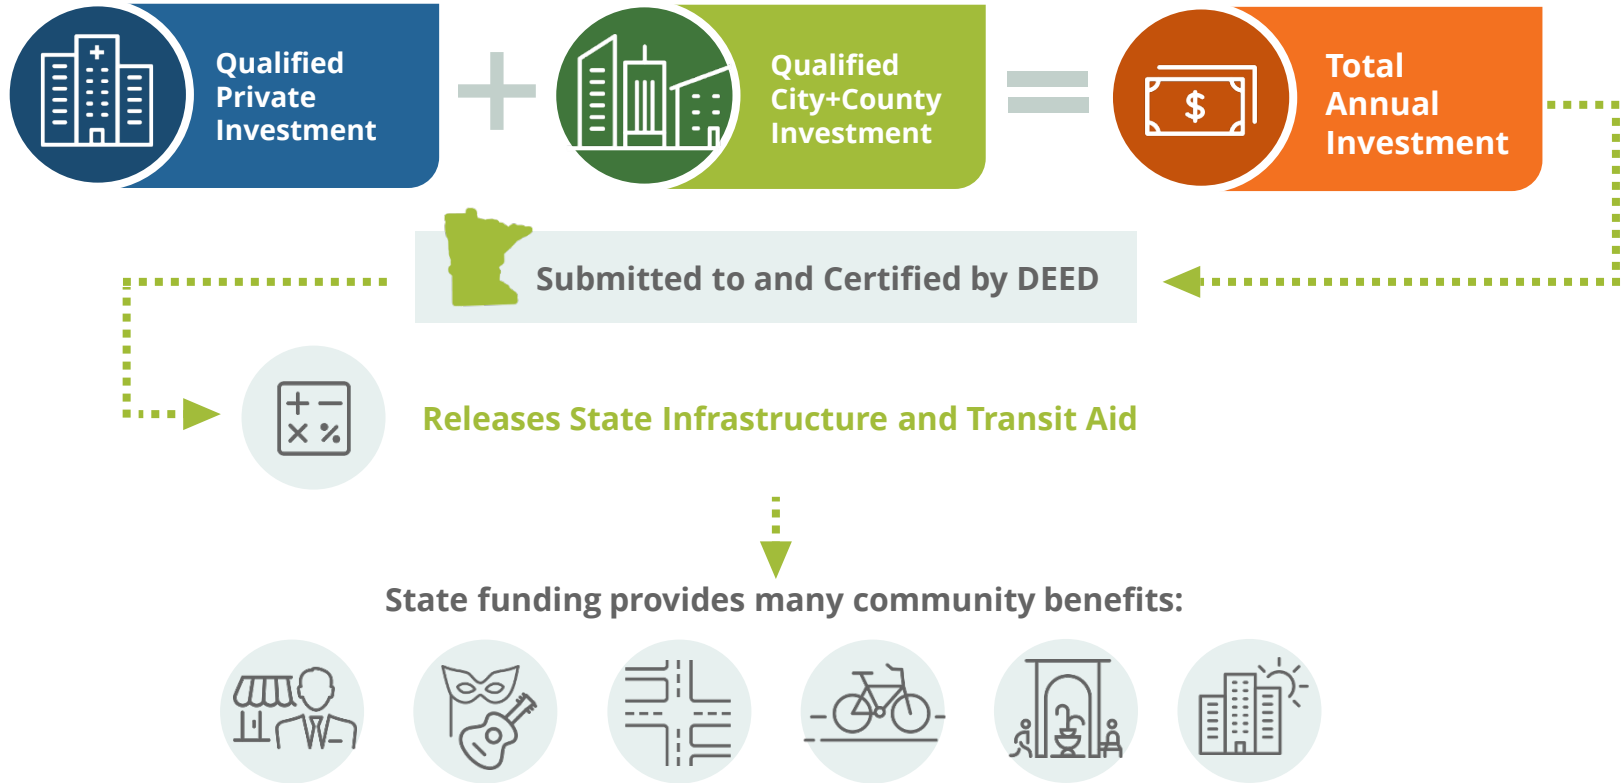 Qualified
Private
Investment
Qualified
City+County
Investment
Total
Annual
Investment
Submitted to and Certified by DEED
Releases State Infrastructure and Transit Aid
State funding provides many community benefits: